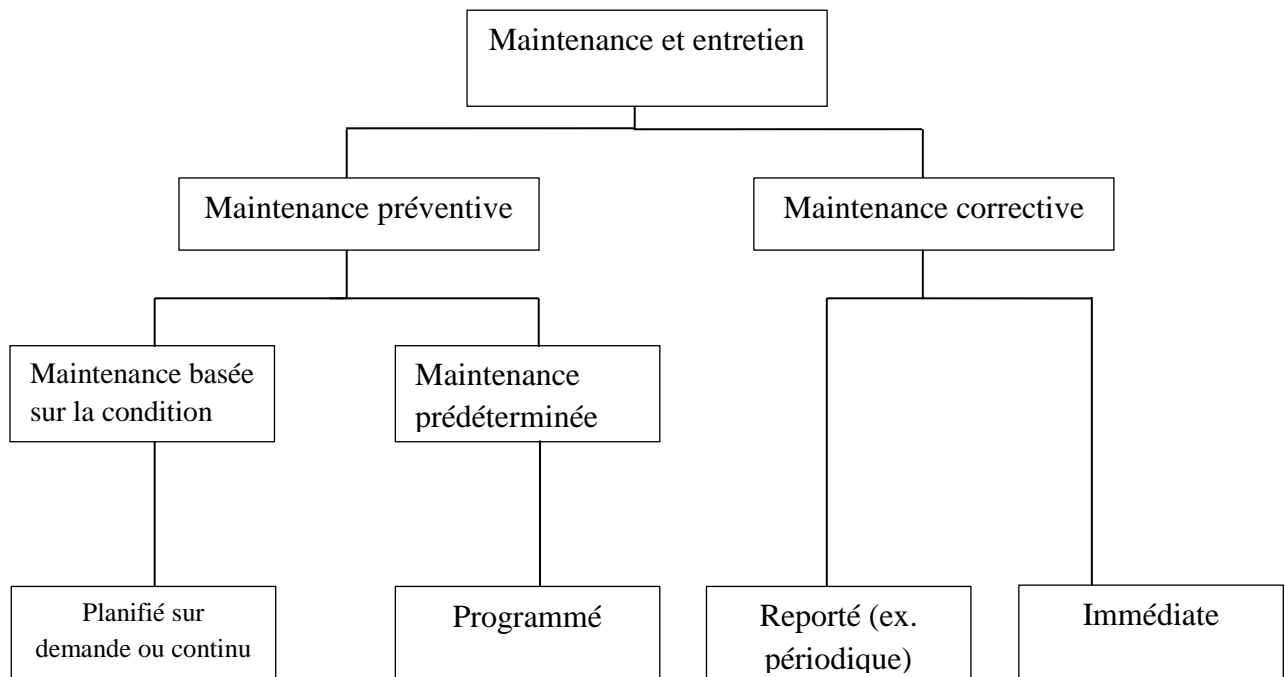 Maintenance et entretien
Maintenance préventive
Maintenance corrective
Maintenance basée
sur la condition
Maintenance
prédéterminée
Planifié sur
demande ou continu
Programmé
Reporté (ex.
périodique)
Immédiate